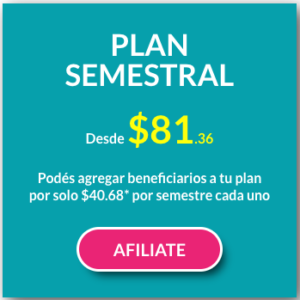 PLAN
SEMESTRAL
Desde $81.36
Podés agregar beneficiarios a tu plan
por solo $40.68* por semestre cada uno
AFILIATE